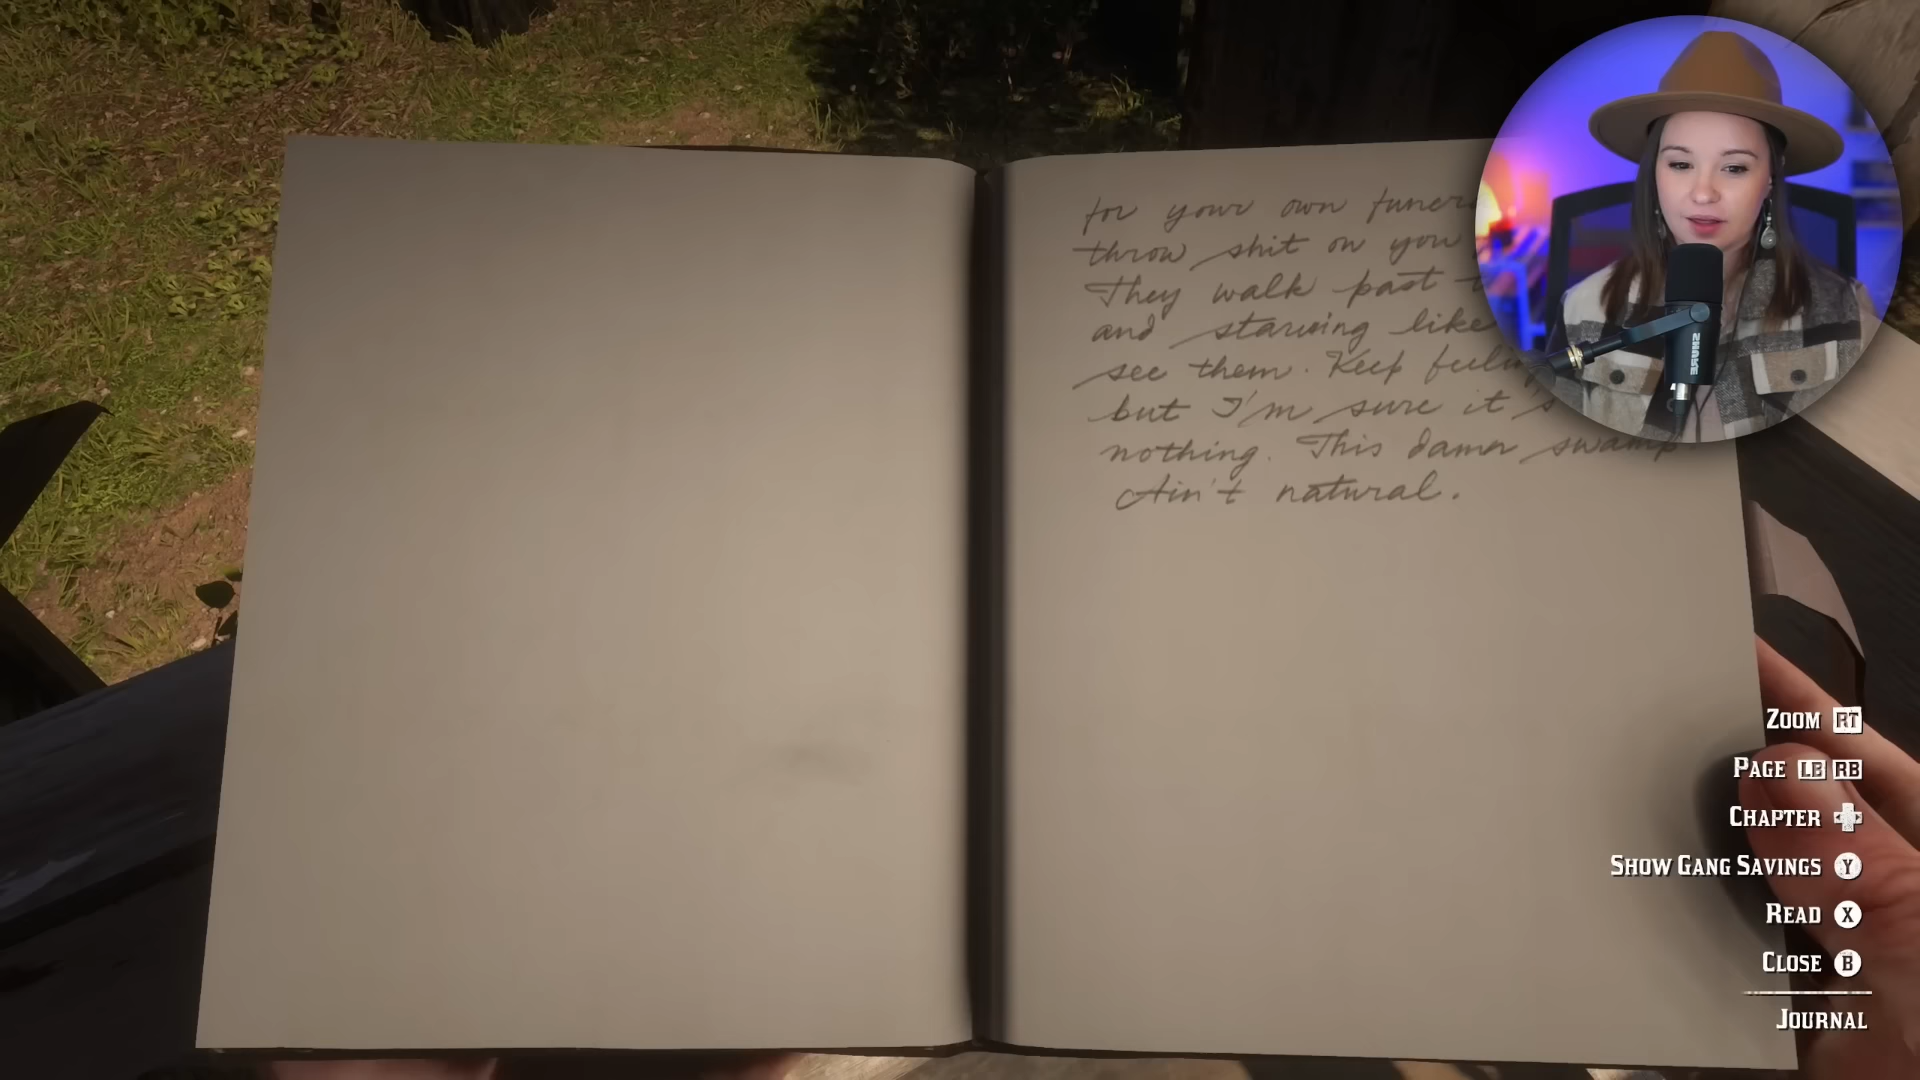 for your own funer
throw shit on you
They walk past
and starving like
see them. Keep feelin
but I'm sure it's
nothing. This damn swamp
Ain't natural.
SHURE
ZOOM RT
PAGE LB RB
CHAPTER
SHOW GANG SAVINGS Y
READ X
CLOSE B
JOURNAL